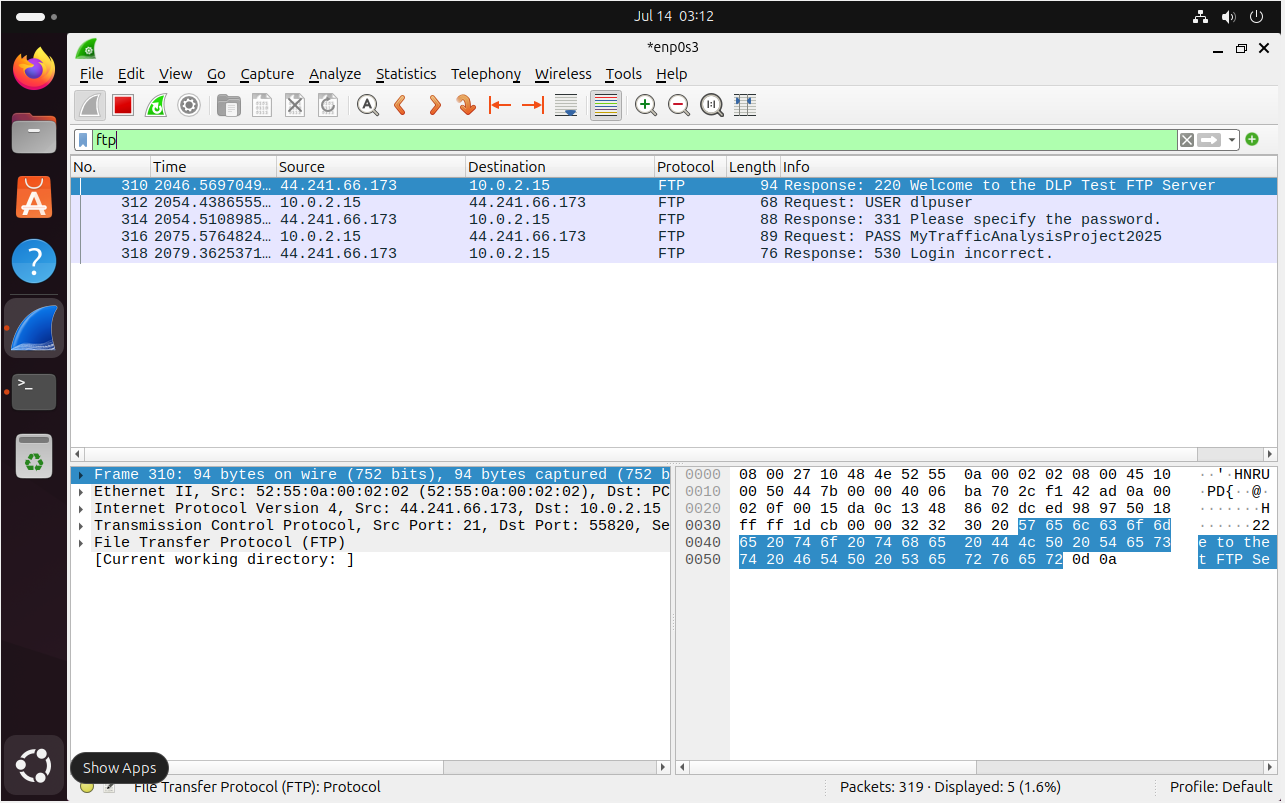 Jul 14 03:12
*enp0s3
File Edit View Go Capture Analyze Statistics Telephony Wireless Tools Help
ftp
No. Time Source Destination Protocol Length Info
310 2046.5697049… 44.241.66.173 10.0.2.15 FTP 94 Response: 220 Welcome to the DLP Test FTP Server
312 2054.4386555… 10.0.2.15 44.241.66.173 FTP 68 Request: USER dlpuser
314 2054.5108985… 44.241.66.173 10.0.2.15 FTP 88 Response: 331 Please specify the password.
316 2075.5764824… 10.0.2.15 44.241.66.173 FTP 89 Request: PASS MyTrafficAnalysisProject2025
318 2079.3625371… 44.241.66.173 10.0.2.15 FTP 76 Response: 530 Login incorrect.
Frame 310: 94 bytes on wire (752 bits), 94 bytes captured (752 b
Ethernet II, Src: 52:55:0a:00:02:02 (52:55:0a:00:02:02), Dst: PC
Internet Protocol Version 4, Src: 44.241.66.173, Dst: 10.0.2.15
Transmission Control Protocol, Src Port: 21, Dst Port: 55820, Se
File Transfer Protocol (FTP)
[Current working directory: ]
0000 08 00 27 10 48 4e 52 55 0a 00 02 02 08 00 45 10 ··'·HNRU
0010 00 50 44 7b 00 00 40 06 ba 70 2c f1 42 ad 0a 00 ·PD{··@·
0020 02 0f 00 15 da 0c 13 48 86 02 dc ed 98 97 50 18 ·······H
0030 ff ff 1d cb 00 00 32 32 30 20 57 65 6c 63 6f 6d ······22
0040 65 20 74 6f 20 74 68 65 20 44 4c 50 20 54 65 73 e to the
0050 74 20 46 54 50 20 53 65 72 76 65 72 0d 0a t FTP Se
Show Apps
File Transfer Protocol (FTP): Protocol
Packets: 319 · Displayed: 5 (1.6%)
Profile: Default